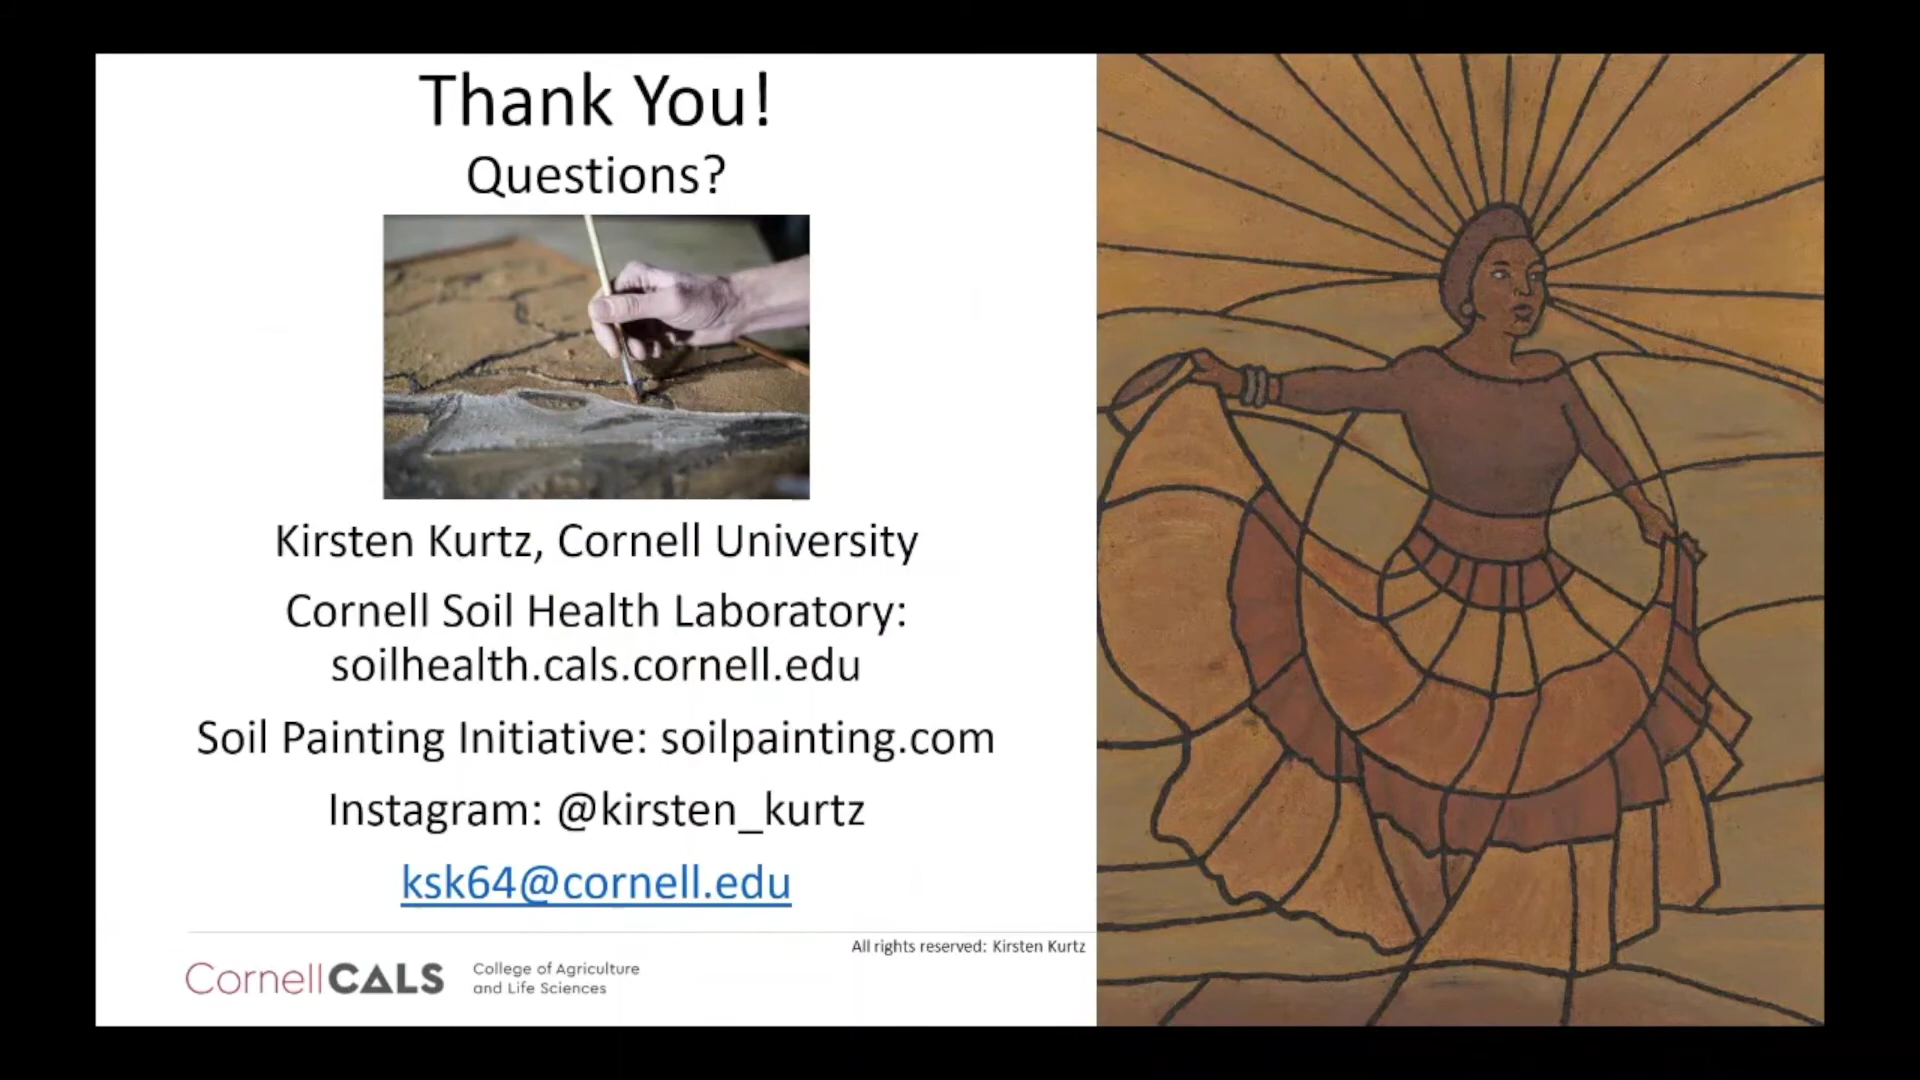 Thank You!
Questions?
Kirsten Kurtz, Cornell University
Cornell Soil Health Laboratory:
soilhealth.cals.cornell.edu
Soil Painting Initiative: soilpainting.com
Instagram: @kirsten_kurtz
ksk64@cornell.edu
All rights reserved: Kirsten Kurtz
CornellCALS
College of Agriculture
and Life Sciences